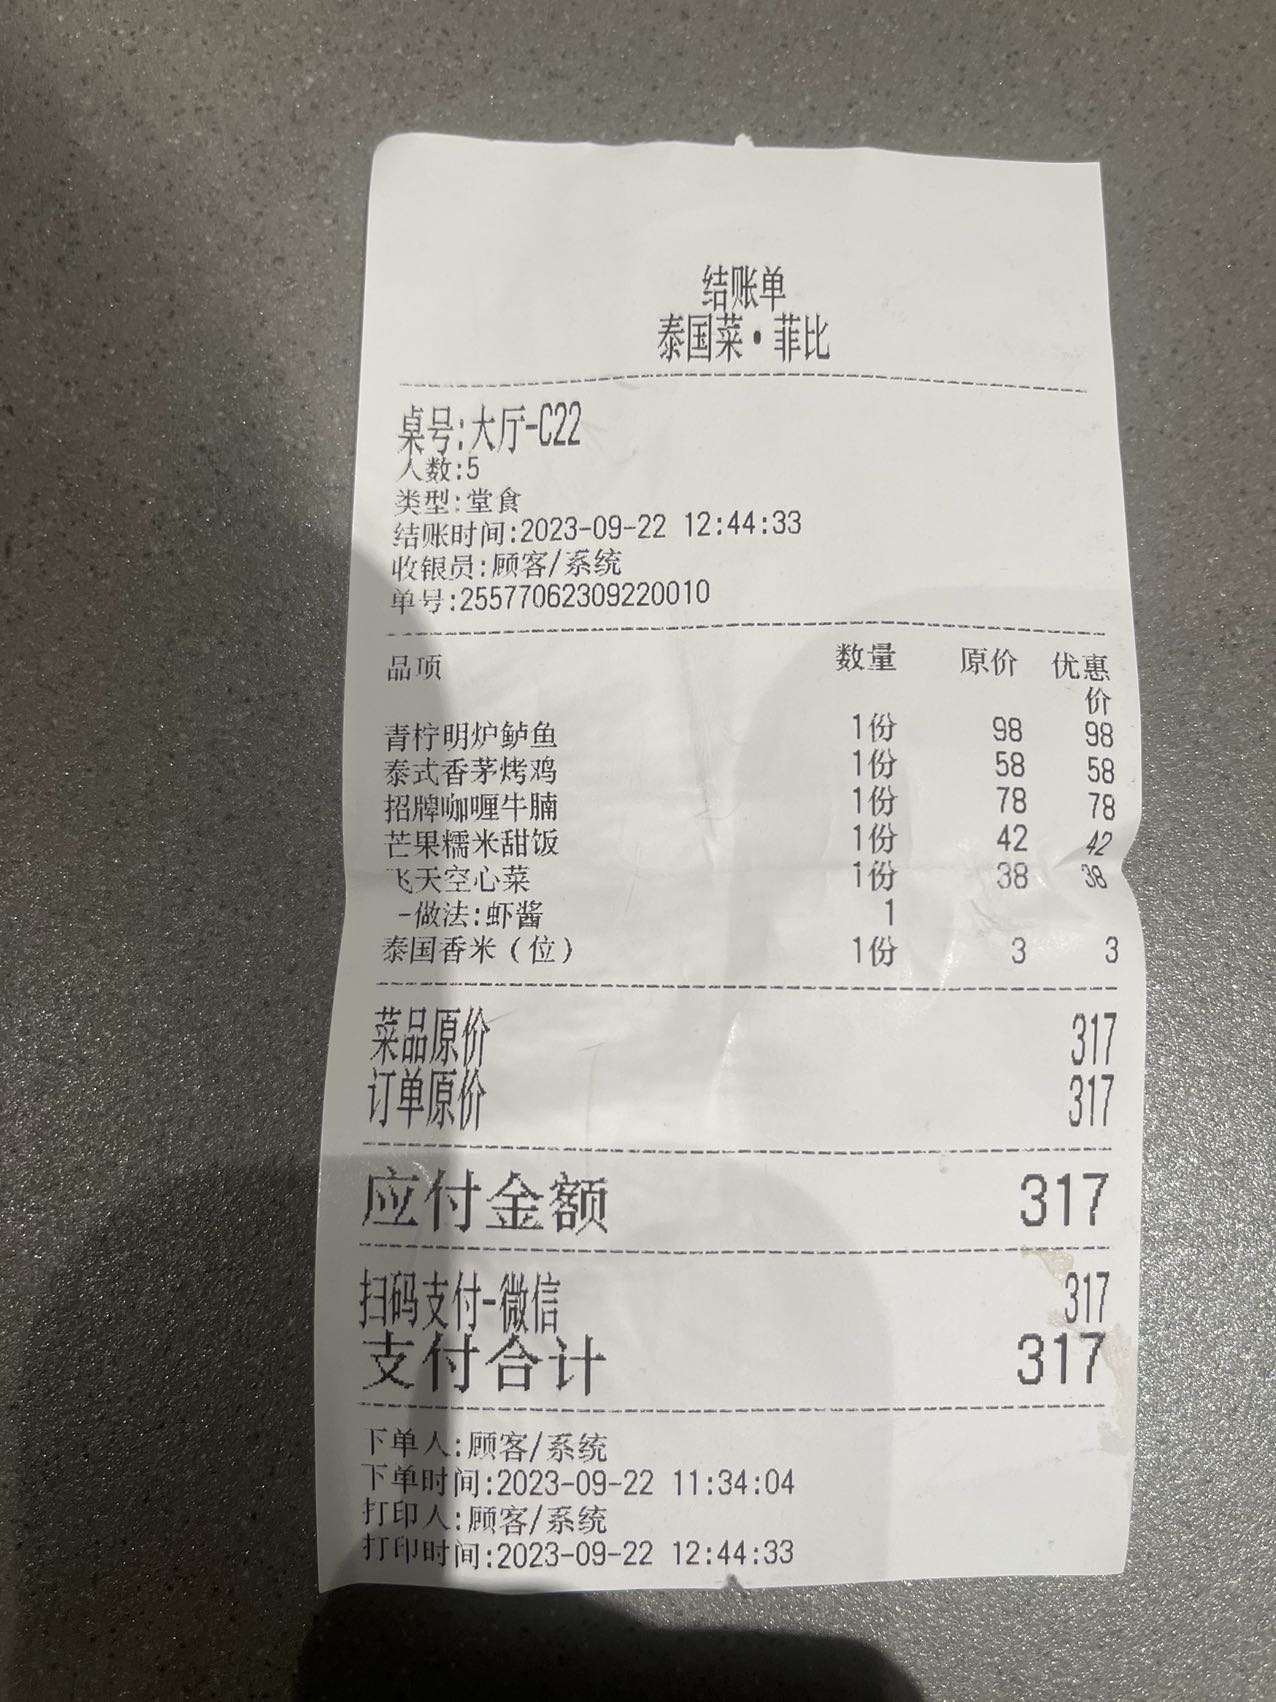 结账单
泰国菜·菲比
桌号:大厅-C22
人数:5
类型:堂食
结账时间:2023-09-22 12:44:33
收银员:顾客/系统
单号:25577062309220010
品项 数量 原价 优惠
价
青柠明炉鲈鱼 1份 98 98
泰式香茅烤鸡 1份 58 58
招牌咖喱牛腩 1份 78 78
芒果糯米甜饭 1份 42 42
飞天空心菜 1份 38 38
-做法:虾酱 1
泰国香米(位) 1份 3 3
菜品原价 317
订单原价 317
应付金额 317
扫码支付-微信 317
支付合计 317
下单人:顾客/系统
下单时间:2023-09-22 11:34:04
打印人:顾客/系统
打印时间:2023-09-22 12:44:33